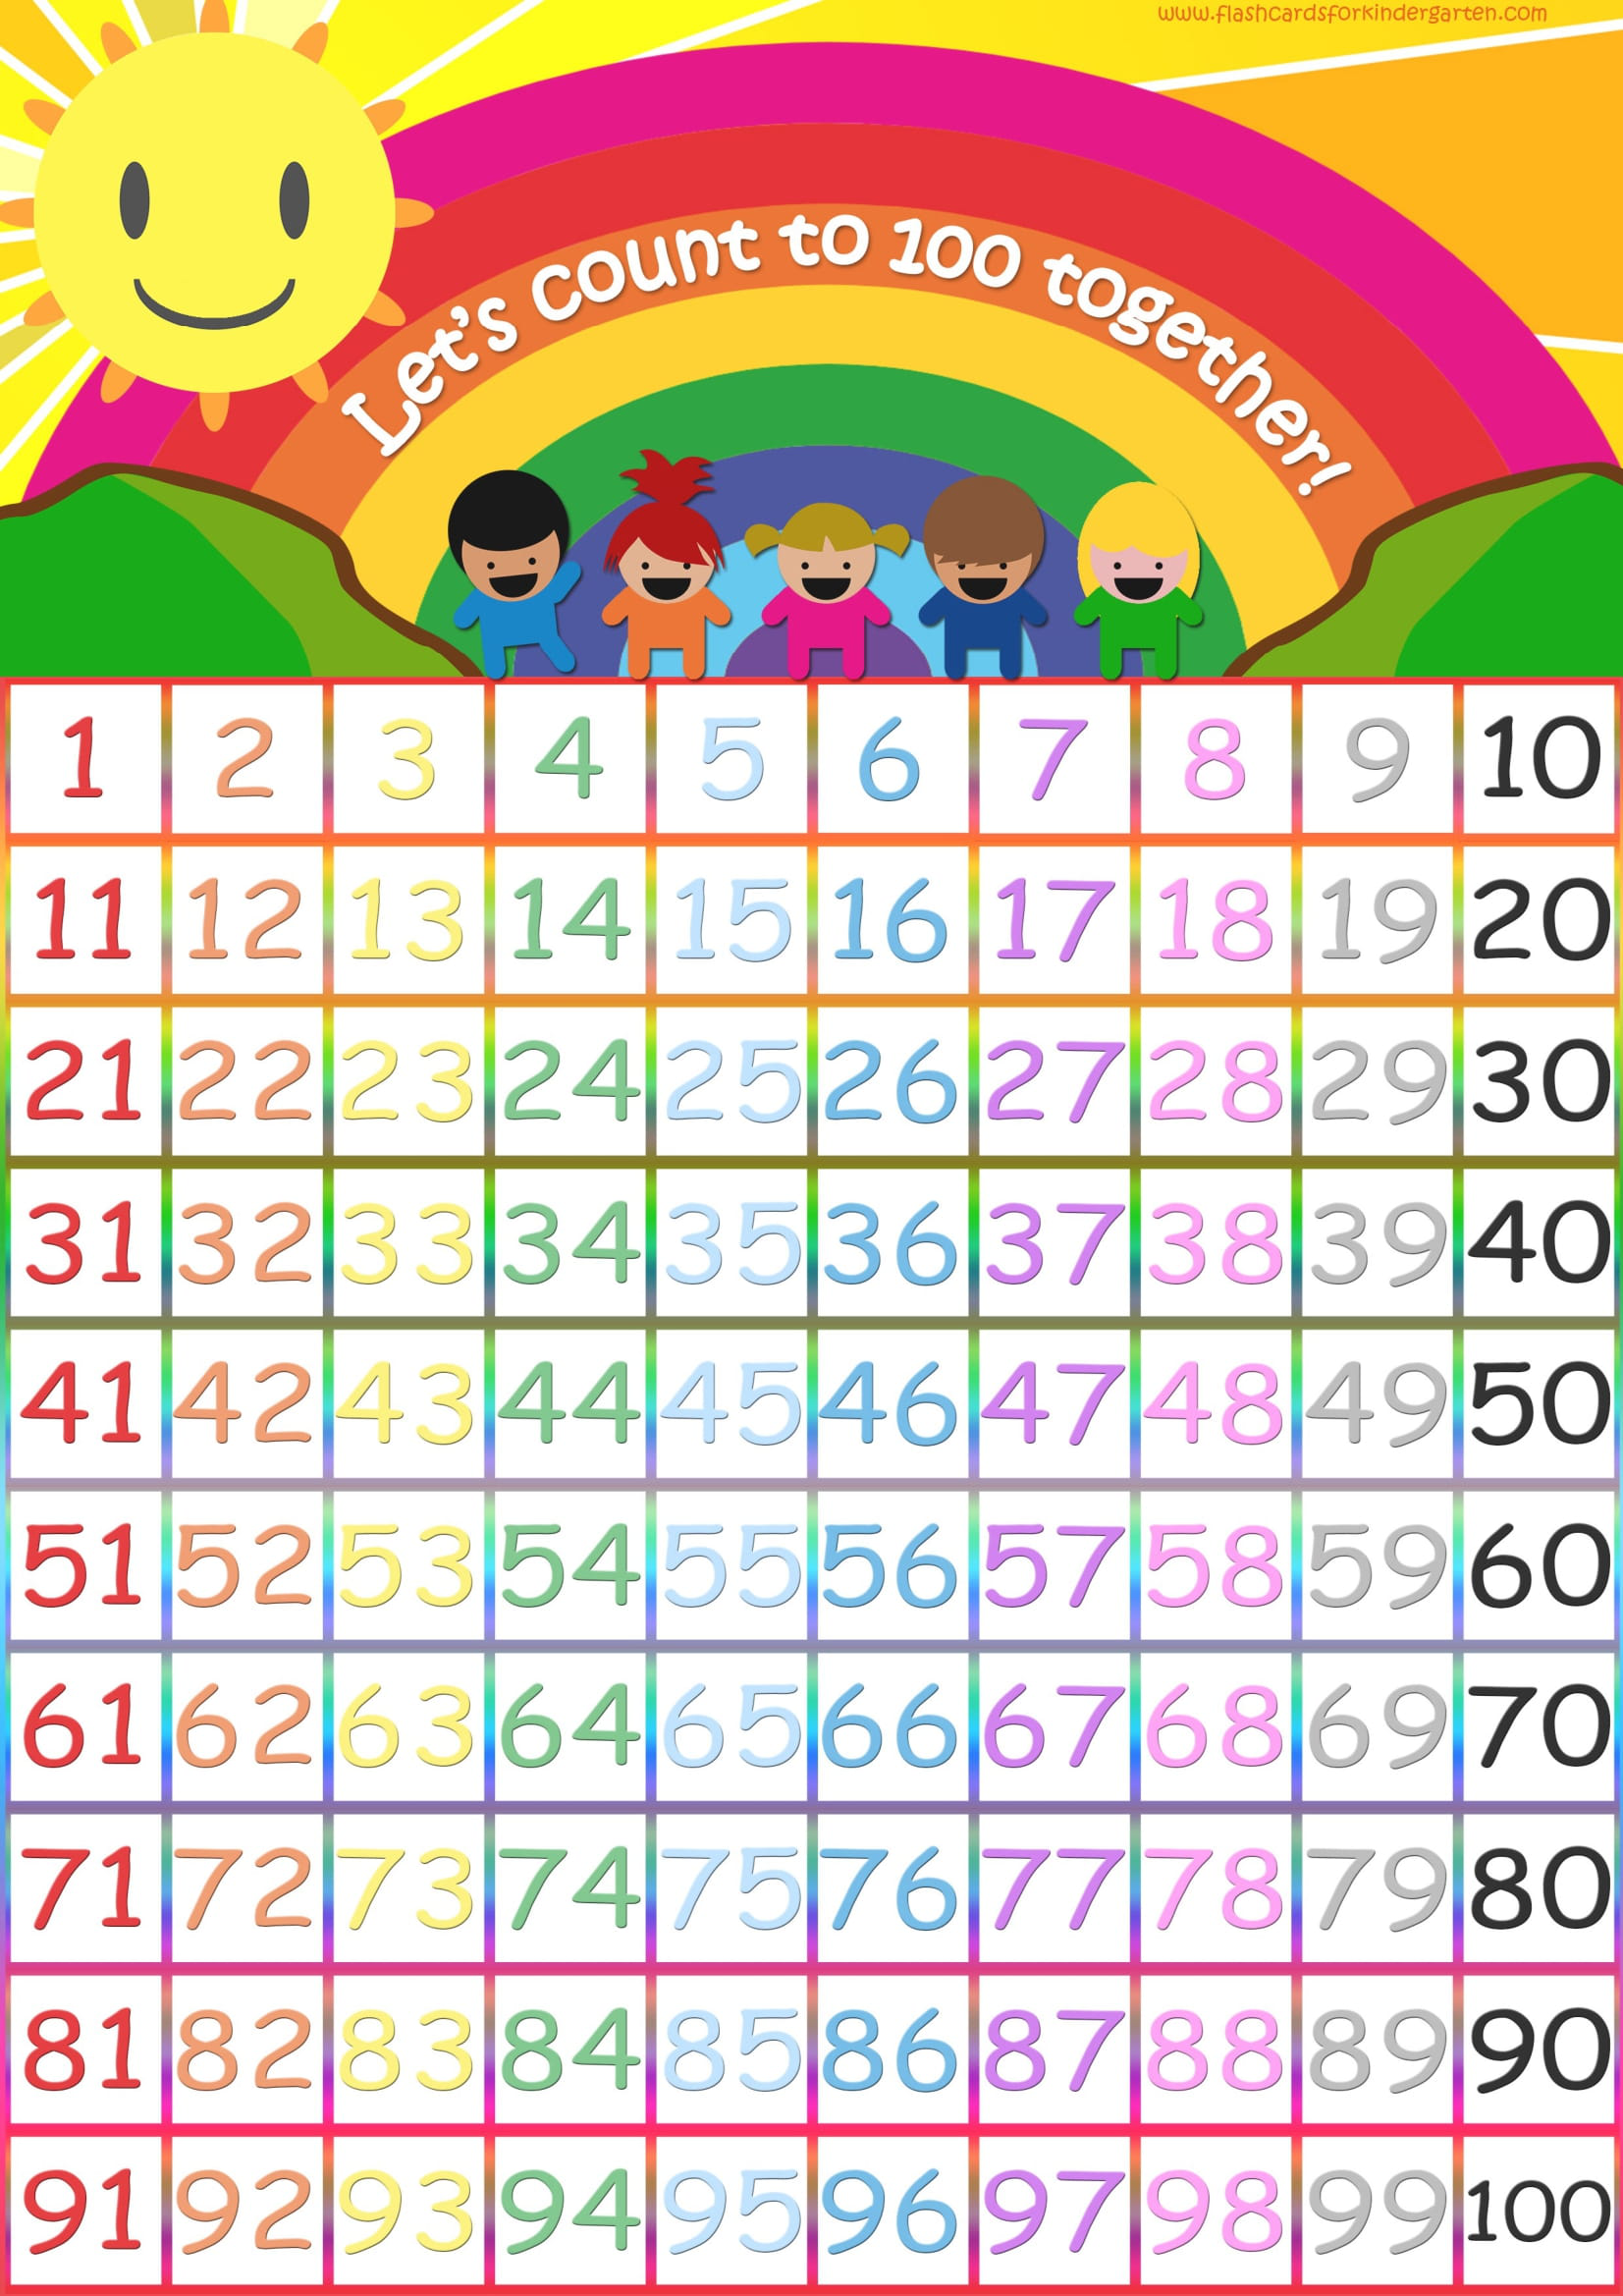 www.flashcardsforkindergarten.com
Let's count to 100 together!
1 2 3 4 5 6 7 8 9 10
11 12 13 14 15 16 17 18 19 20
21 22 23 24 25 26 27 28 29 30
31 32 33 34 35 36 37 38 39 40
41 42 43 44 45 46 47 48 49 50
51 52 53 54 55 56 57 58 59 60
61 62 63 64 65 66 67 68 69 70
71 72 73 74 75 76 77 78 79 80
81 82 83 84 85 86 87 88 89 90
91 92 93 94 95 96 97 98 99 100